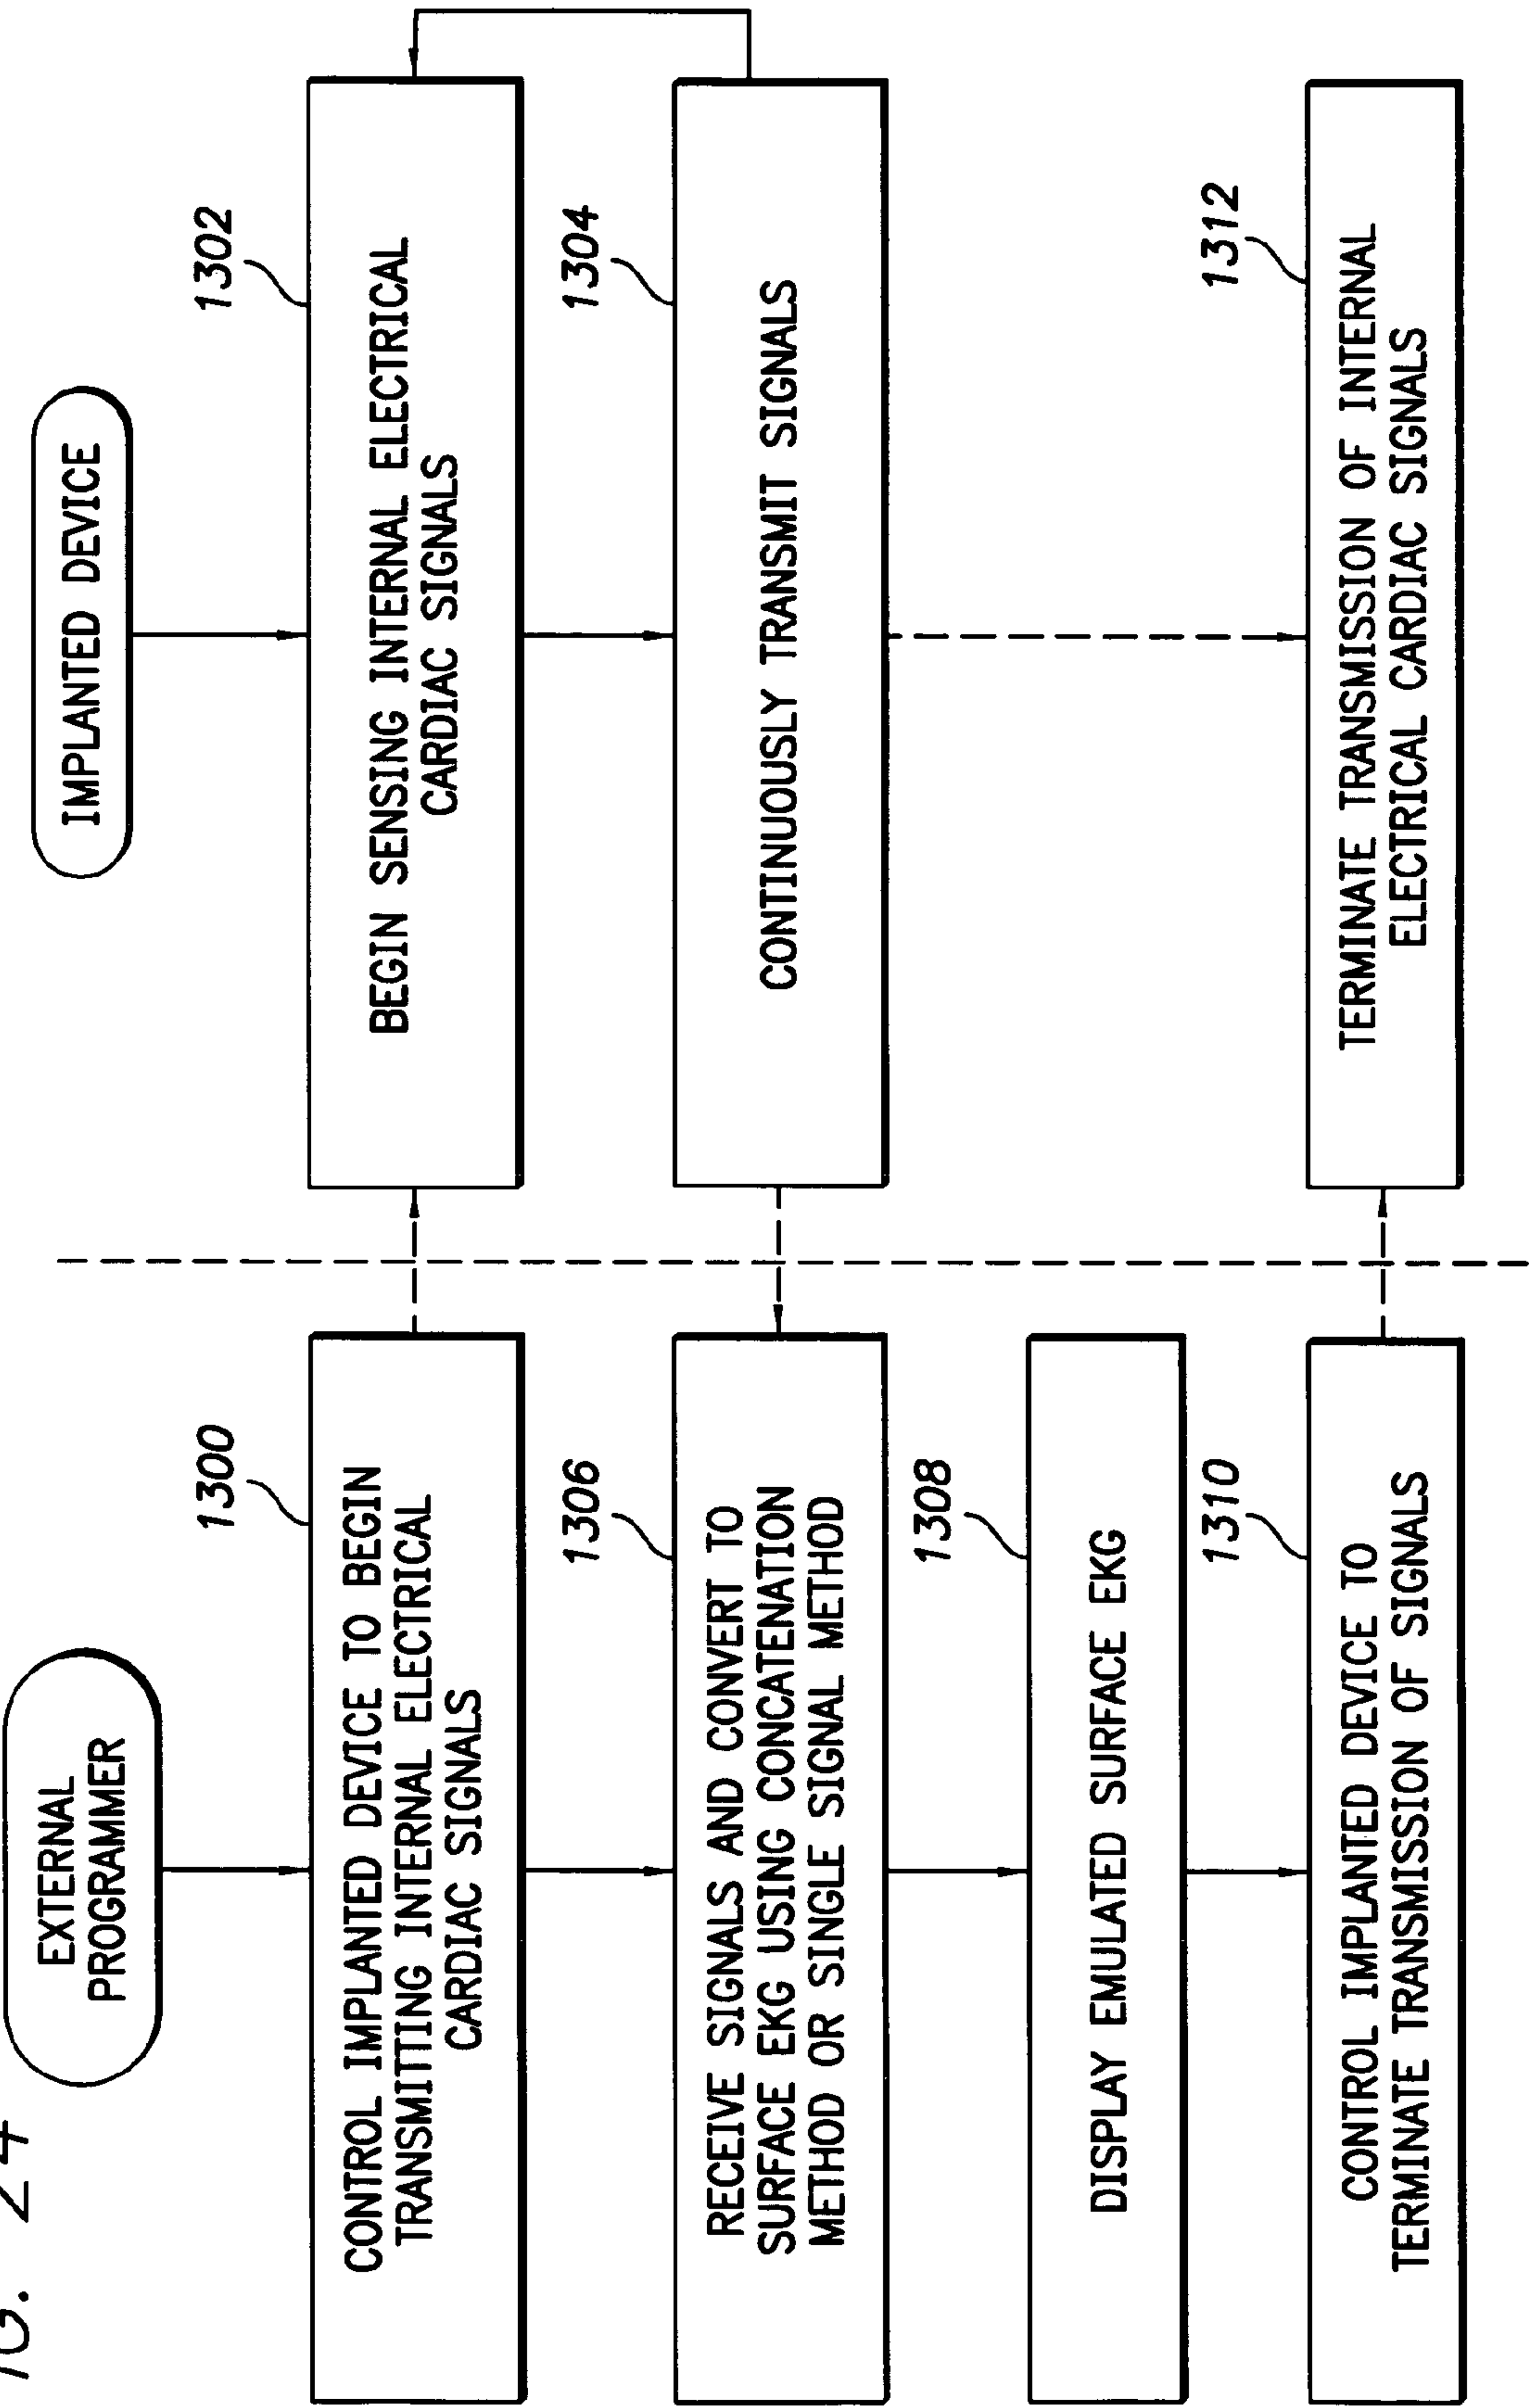 IG. 24
EXTERNAL
PROGRAMMER
1300
CONTROL IMPLANTED DEVICE TO BEGIN
TRANSMITTING INTERNAL ELECTRICAL
CARDIAC SIGNALS
1306
RECEIVE SIGNALS AND CONVERT TO
SURFACE EKG USING CONCATENATION
METHOD OR SINGLE SIGNAL METHOD
1308
DISPLAY EMULATED SURFACE EKG
1310
CONTROL IMPLANTED DEVICE TO
TERMINATE TRANSMISSION OF SIGNALS
IMPLANTED DEVICE
1302
BEGIN SENSING INTERNAL ELECTRICAL
CARDIAC SIGNALS
1304
CONTINUOUSLY TRANSMIT SIGNALS
1312
TERMINATE TRANSMISSION OF INTERNAL
ELECTRICAL CARDIAC SIGNALS